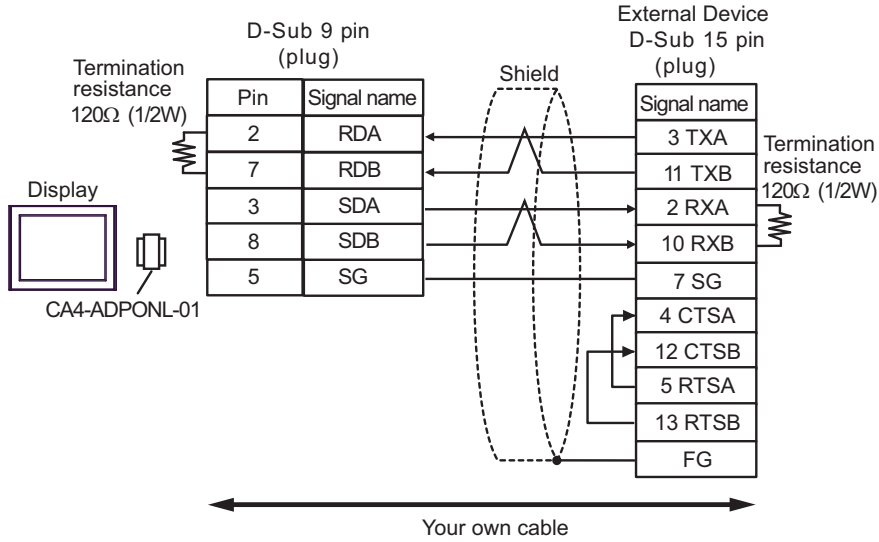 D-Sub 9 pin
(plug)
External Device
D-Sub 15 pin
(plug)
Termination
resistance
120Ω (1/2W)
Shield
Pin Signal name
2 RDA
7 RDB
3 SDA
8 SDB
5 SG
Signal name
3 TXA
11 TXB
2 RXA
10 RXB
7 SG
4 CTSA
12 CTSB
5 RTSA
13 RTSB
FG
Termination
resistance
120Ω (1/2W)
Display
CA4-ADPONL-01
Your own cable